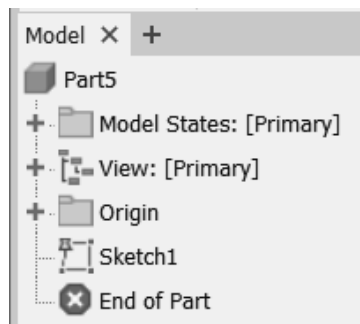 Model
Part5
Model States: [Primary]
View: [Primary]
Origin
Sketch1
End of Part